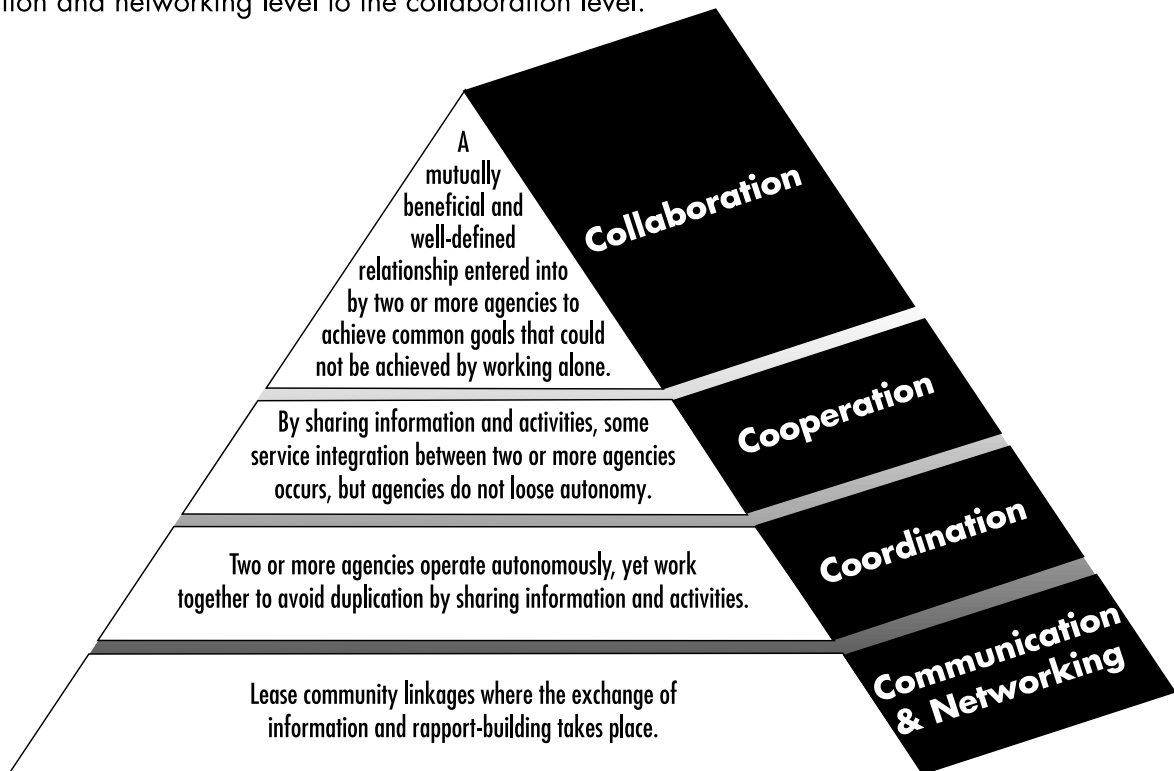 tion and networking level to the collaboration level.
A
mutually
beneficial and
well-defined
relationship entered into
by two or more agencies to
achieve common goals that could
not be achieved by working alone.
Collaboration
By sharing information and activities, some
service integration between two or more agencies
occurs, but agencies do not loose autonomy.
Cooperation
Two or more agencies operate autonomously, yet work
together to avoid duplication by sharing information and activities.
Coordination
Lease community linkages where the exchange of
information and rapport-building takes place.
Communication
& Networking